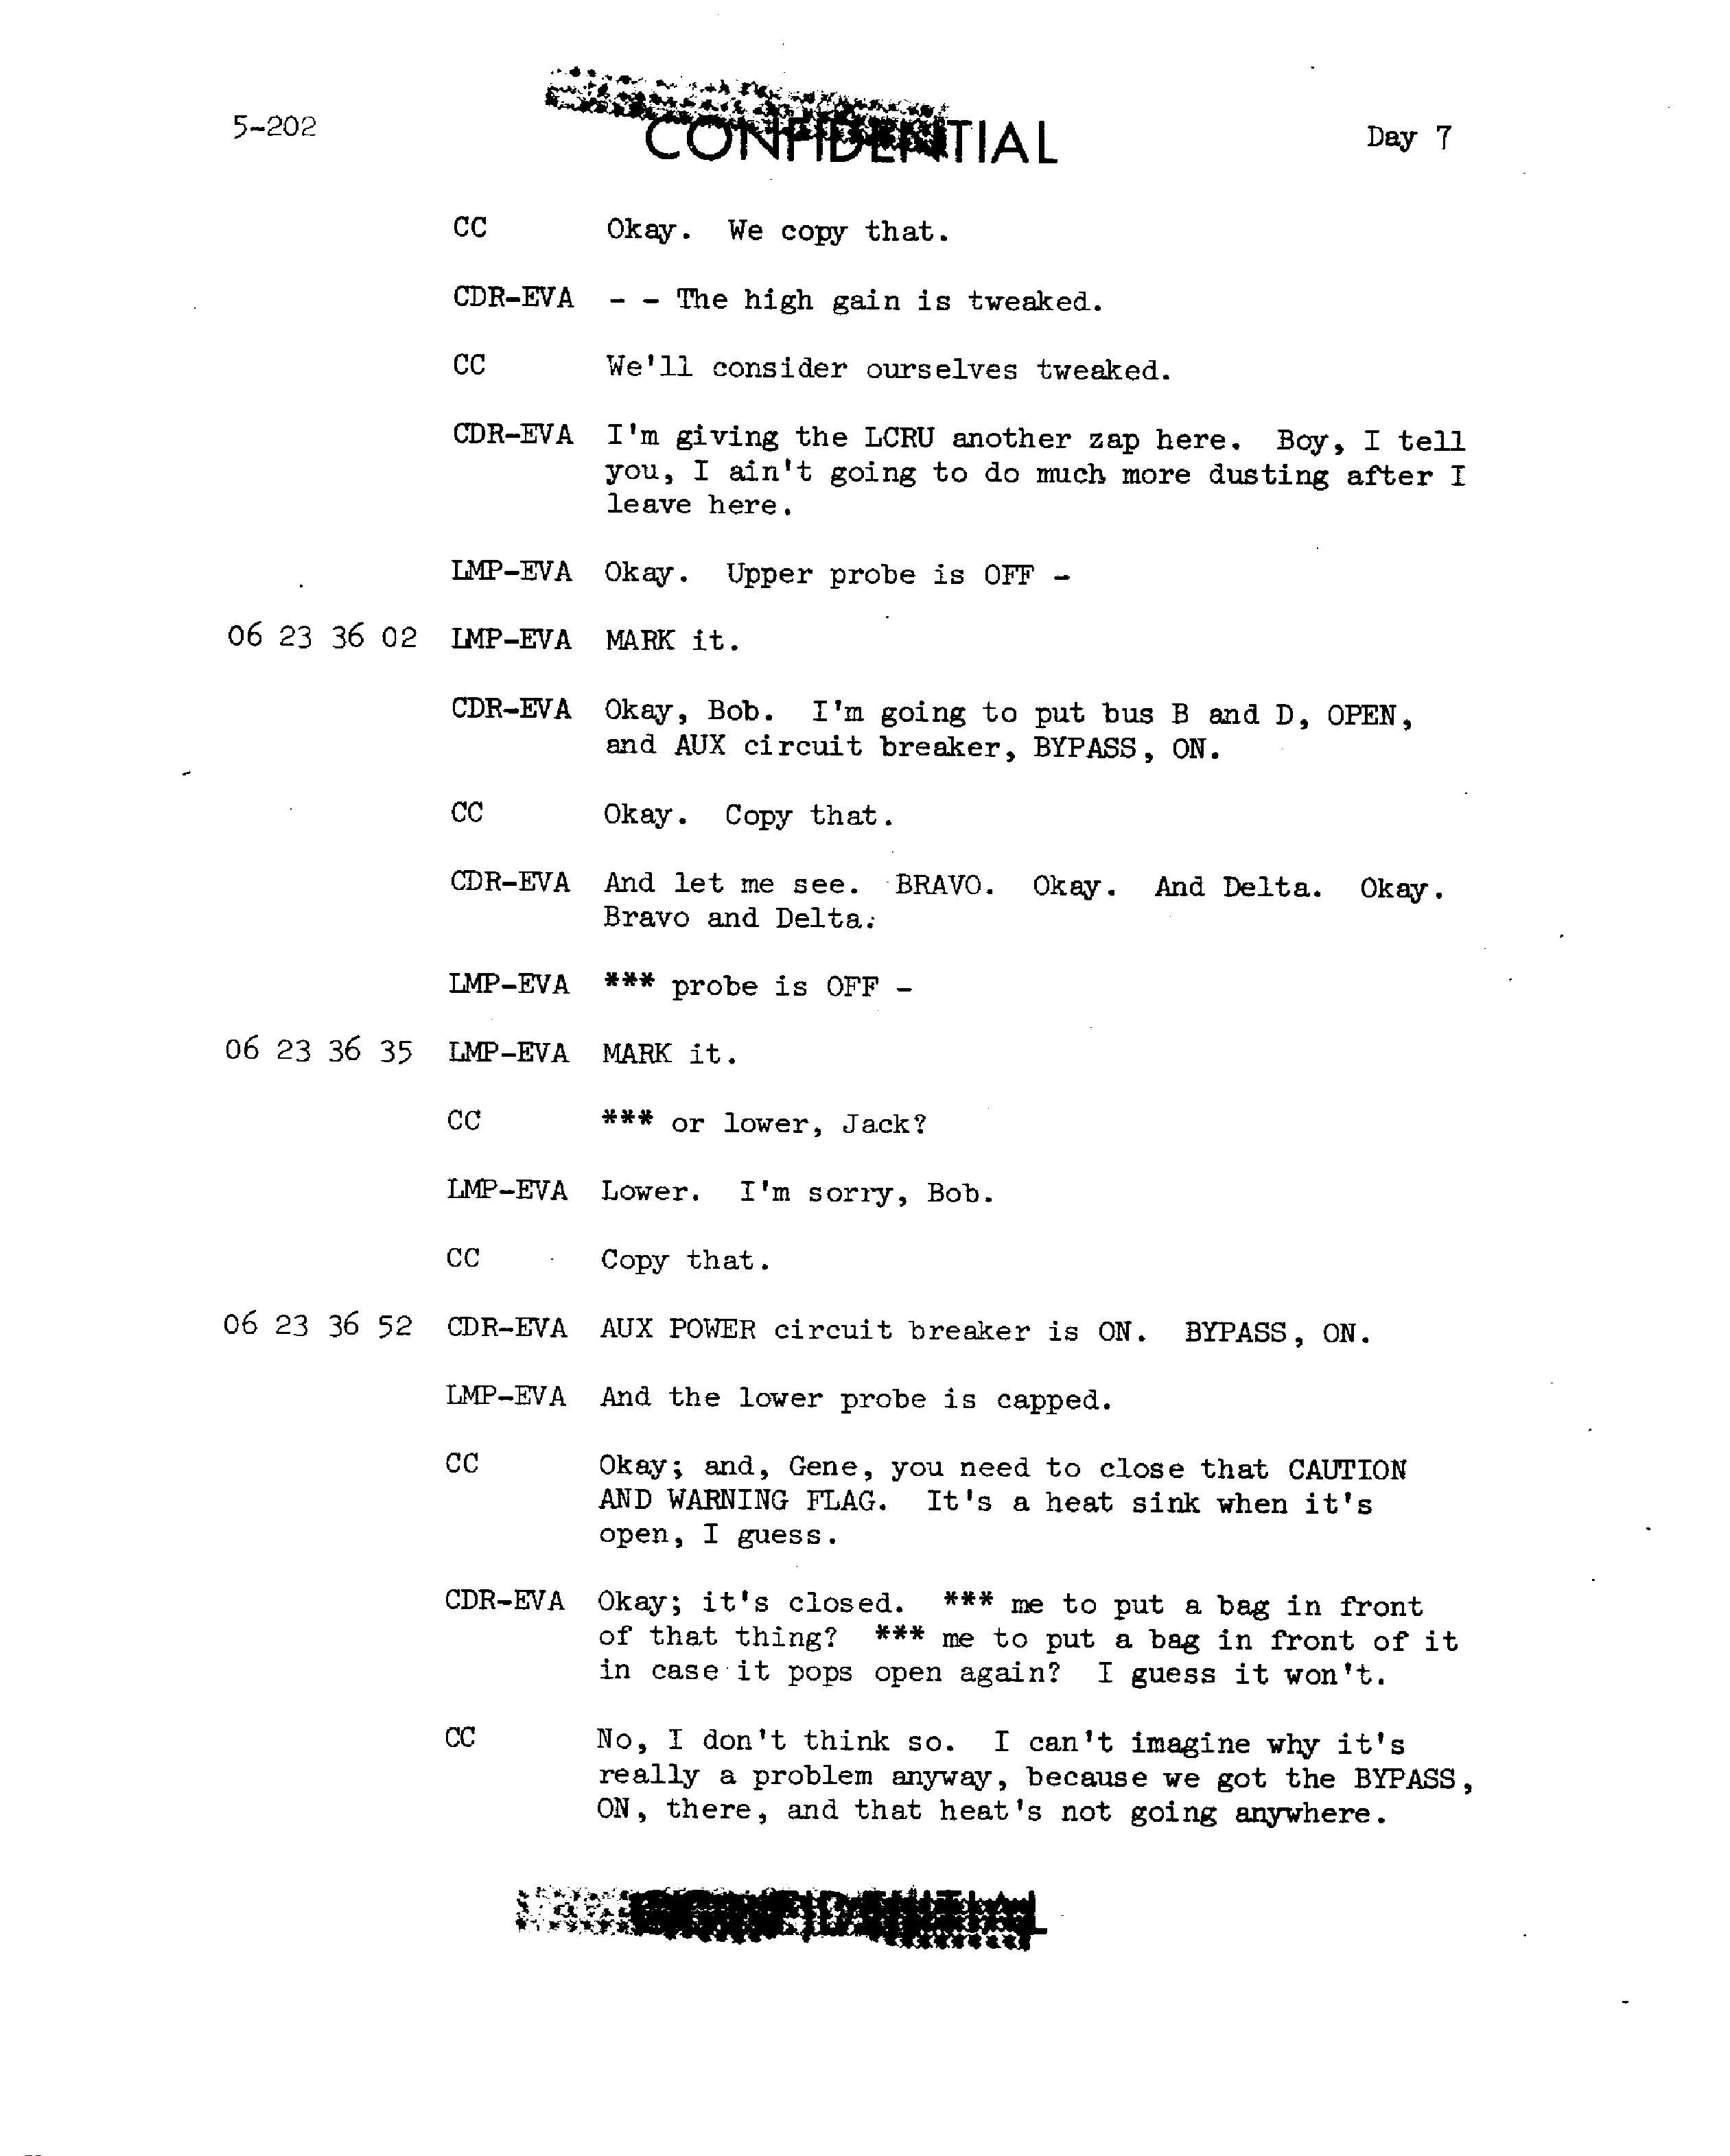 5-202
CONFIDENTIAL
Day 7
CC Okay. We copy that.
CDR-EVA - - The high gain is tweaked.
CC We'll consider ourselves tweaked.
CDR-EVA I'm giving the LCRU another zap here. Boy, I tell
you, I ain't going to do much more dusting after I
leave here.
LMP-EVA Okay. Upper probe is OFF -
06 23 36 02 LMP-EVA MARK it.
CDR-EVA Okay, Bob. I'm going to put bus B and D, OPEN,
and AUX circuit breaker, BYPASS, ON.
CC Okay. Copy that.
CDR-EVA And let me see. BRAVO. Okay. And Delta. Okay.
Bravo and Delta.
LMP-EVA *** probe is OFF -
06 23 36 35 LMP-EVA MARK it.
CC *** or lower, Jack?
LMP-EVA Lower. I'm sorry, Bob.
CC Copy that.
06 23 36 52 CDR-EVA AUX POWER circuit breaker is ON. BYPASS, ON.
LMP-EVA And the lower probe is capped.
CC Okay; and, Gene, you need to close that CAUTION
AND WARNING FLAG. It's a heat sink when it's
open, I guess.
CDR-EVA Okay; it's closed. *** me to put a bag in front
of that thing? *** me to put a bag in front of it
in case it pops open again? I guess it won't.
CC No, I don't think so. I can't imagine why it's
really a problem anyway, because we got the BYPASS,
ON, there, and that heat's not going anywhere.
CONFIDENTIAL